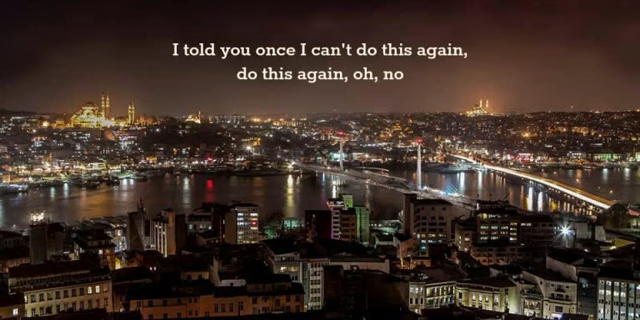 I told you once I can't do this again,
do this again, oh, no